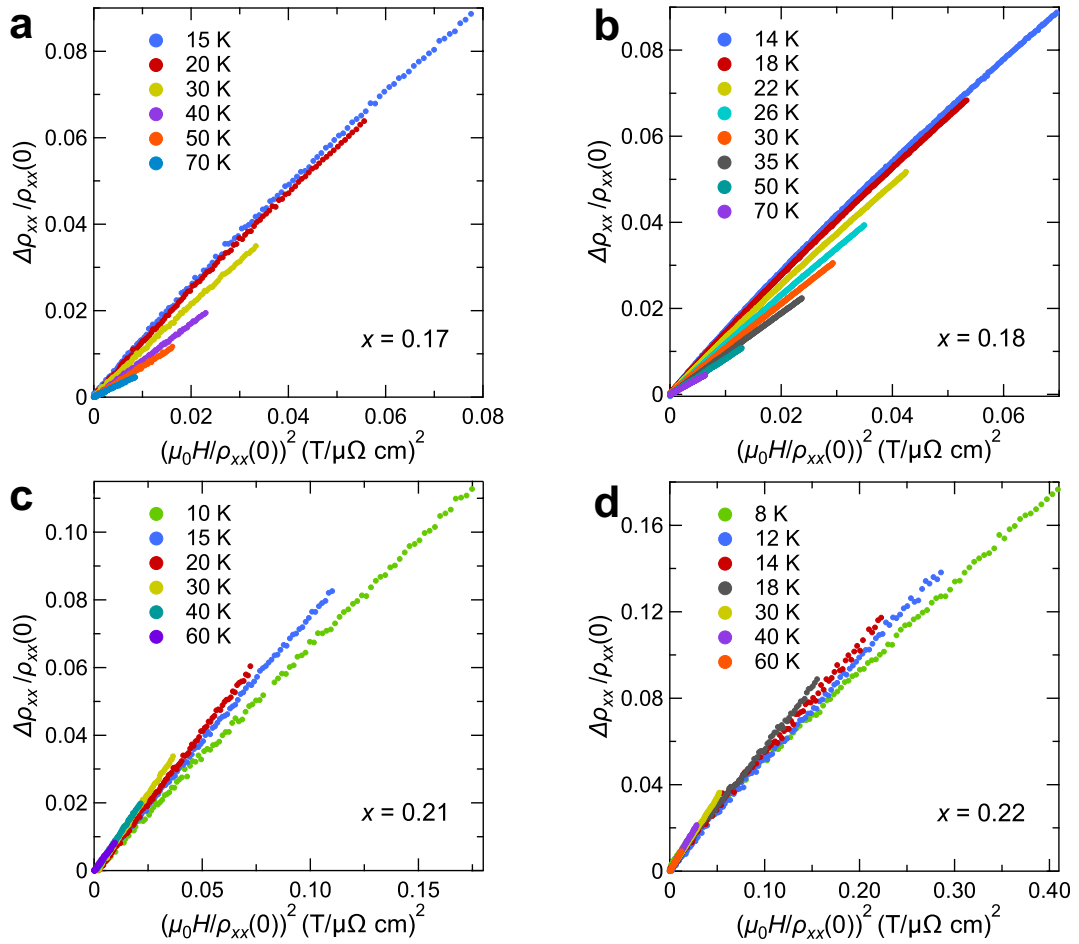 a
0.08
0.06
0.04
0.02
0
Δρxx/ρxx(0)
15 K
20 K
30 K
40 K
50 K
70 K
x = 0.17
0 0.02 0.04 0.06 0.08
(μ₀H/ρxx(0))² (T/μΩ cm)²
b
0.08
0.06
0.04
0.02
0
Δρxx/ρxx(0)
14 K
18 K
22 K
26 K
30 K
35 K
50 K
70 K
x = 0.18
0 0.02 0.04 0.06
(μ₀H/ρxx(0))² (T/μΩ cm)²
c
0.10
0.08
0.06
0.04
0.02
0
Δρxx/ρxx(0)
10 K
15 K
20 K
30 K
40 K
60 K
x = 0.21
0 0.05 0.10 0.15
(μ₀H/ρxx(0))² (T/μΩ cm)²
d
0.16
0.12
0.08
0.04
0
Δρxx/ρxx(0)
8 K
12 K
14 K
18 K
30 K
40 K
60 K
x = 0.22
0 0.10 0.20 0.30 0.40
(μ₀H/ρxx(0))² (T/μΩ cm)²